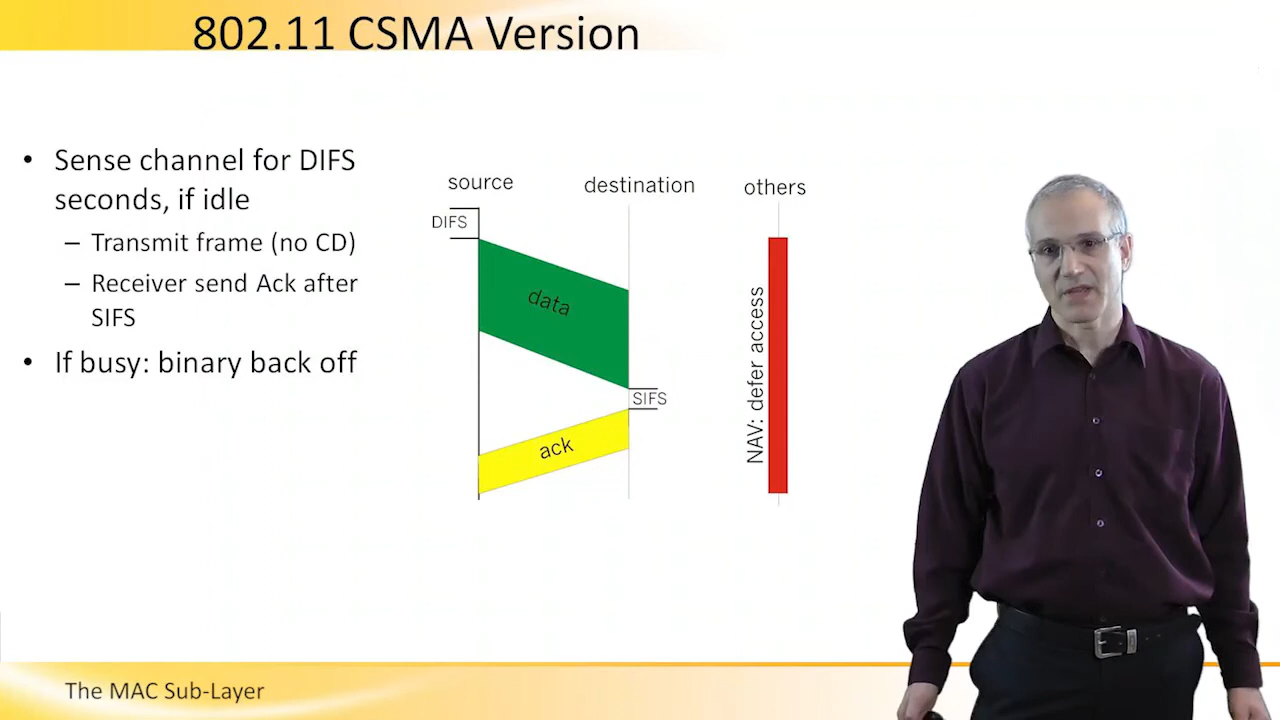 802.11 CSMA Version
• Sense channel for DIFS
seconds, if idle
– Transmit frame (no CD)
– Receiver send Ack after
SIFS
• If busy: binary back off
source
destination
others
DIFS
data
SIFS
ack
NAV: defer access
The MAC Sub-Layer